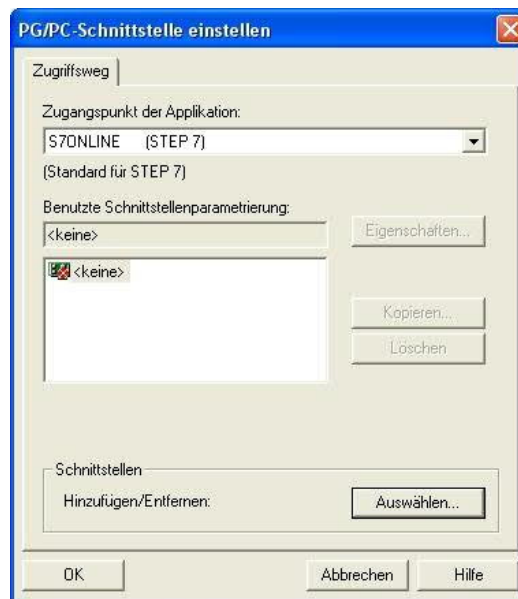 PG/PC-Schnittstelle einstellen
Zugriffsweg
Zugangspunkt der Applikation:
S7ONLINE (STEP 7)
(Standard für STEP 7)
Benutzte Schnittstellenparametrierung:
<keine>
Eigenschaften...
<keine>
Kopieren...
Löschen
Schnittstellen
Hinzufügen/Entfernen:
Auswählen...
OK
Abbrechen
Hilfe